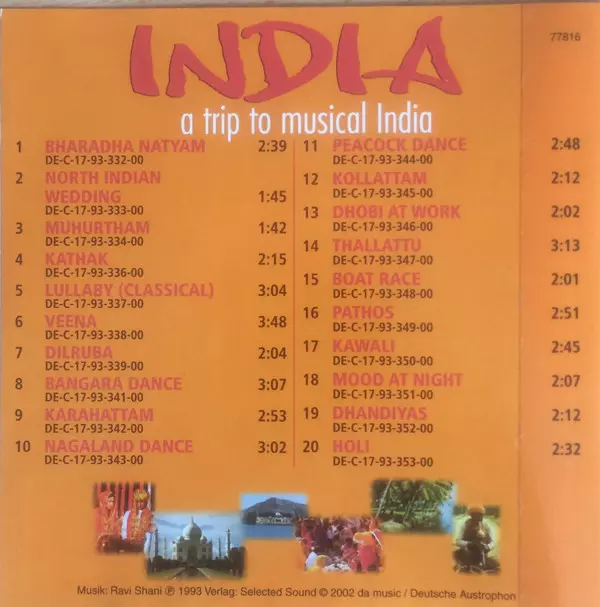 INDIA
77816
a trip to musical India
1 BHARADHA NATYAM 2:39
DE-C-17-93-332-00
2 NORTH INDIAN
WEDDING 1:45
DE-C-17-93-333-00
3 MUHURTHAM 1:42
DE-C-17-93-334-00
4 KATHAK 2:15
DE-C-17-93-336-00
5 LULLABY (CLASSICAL) 3:04
DE-C-17-93-337-00
6 VEENA 3:48
DE-C-17-93-338-00
7 DILRUBA 2:04
DE-C-17-93-339-00
8 BANGARA DANCE 3:07
DE-C-17-93-341-00
9 KARAHATTAM 2:53
DE-C-17-93-342-00
10 NAGALAND DANCE 3:02
DE-C-17-93-343-00
11 PEACOCK DANCE 2:48
DE-C-17-93-344-00
12 KOLLATTAM 2:12
DE-C-17-93-345-00
13 DHOBI AT WORK 2:02
DE-C-17-93-346-00
14 THALLATTU 3:13
DE-C-17-93-347-00
15 BOAT RACE 2:01
DE-C-17-93-348-00
16 PATHOS 2:51
DE-C-17-93-349-00
17 KAWALI 2:45
DE-C-17-93-350-00
18 MOOD AT NIGHT 2:07
DE-C-17-93-351-00
19 DHANDIYAS 2:12
DE-C-17-93-352-00
20 HOLI 2:32
DE-C-17-93-353-00
Musik: Ravi Shani ℗ 1993 Verlag: Selected Sound © 2002 da music / Deutsche Austrophon